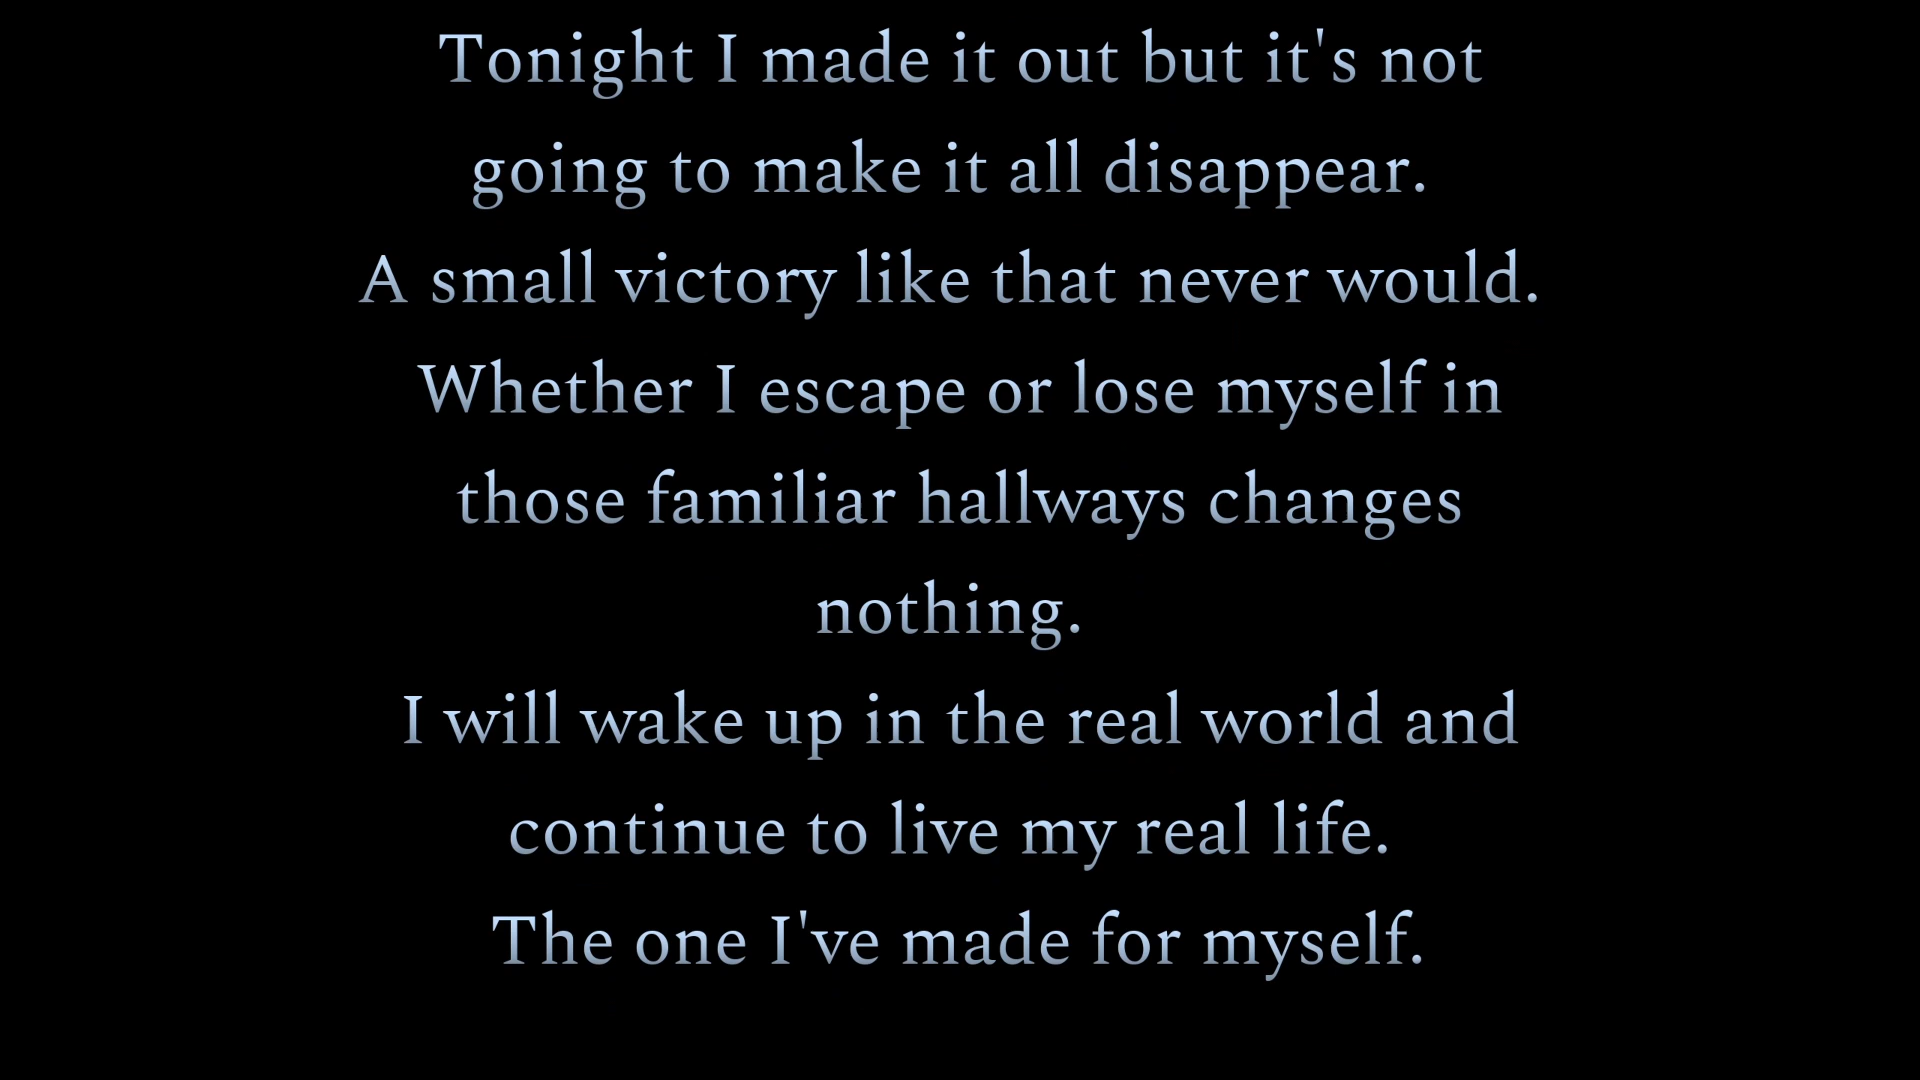 Tonight I made it out but it's not
going to make it all disappear.
A small victory like that never would.
Whether I escape or lose myself in
those familiar hallways changes
nothing.
I will wake up in the real world and
continue to live my real life.
The one I've made for myself.